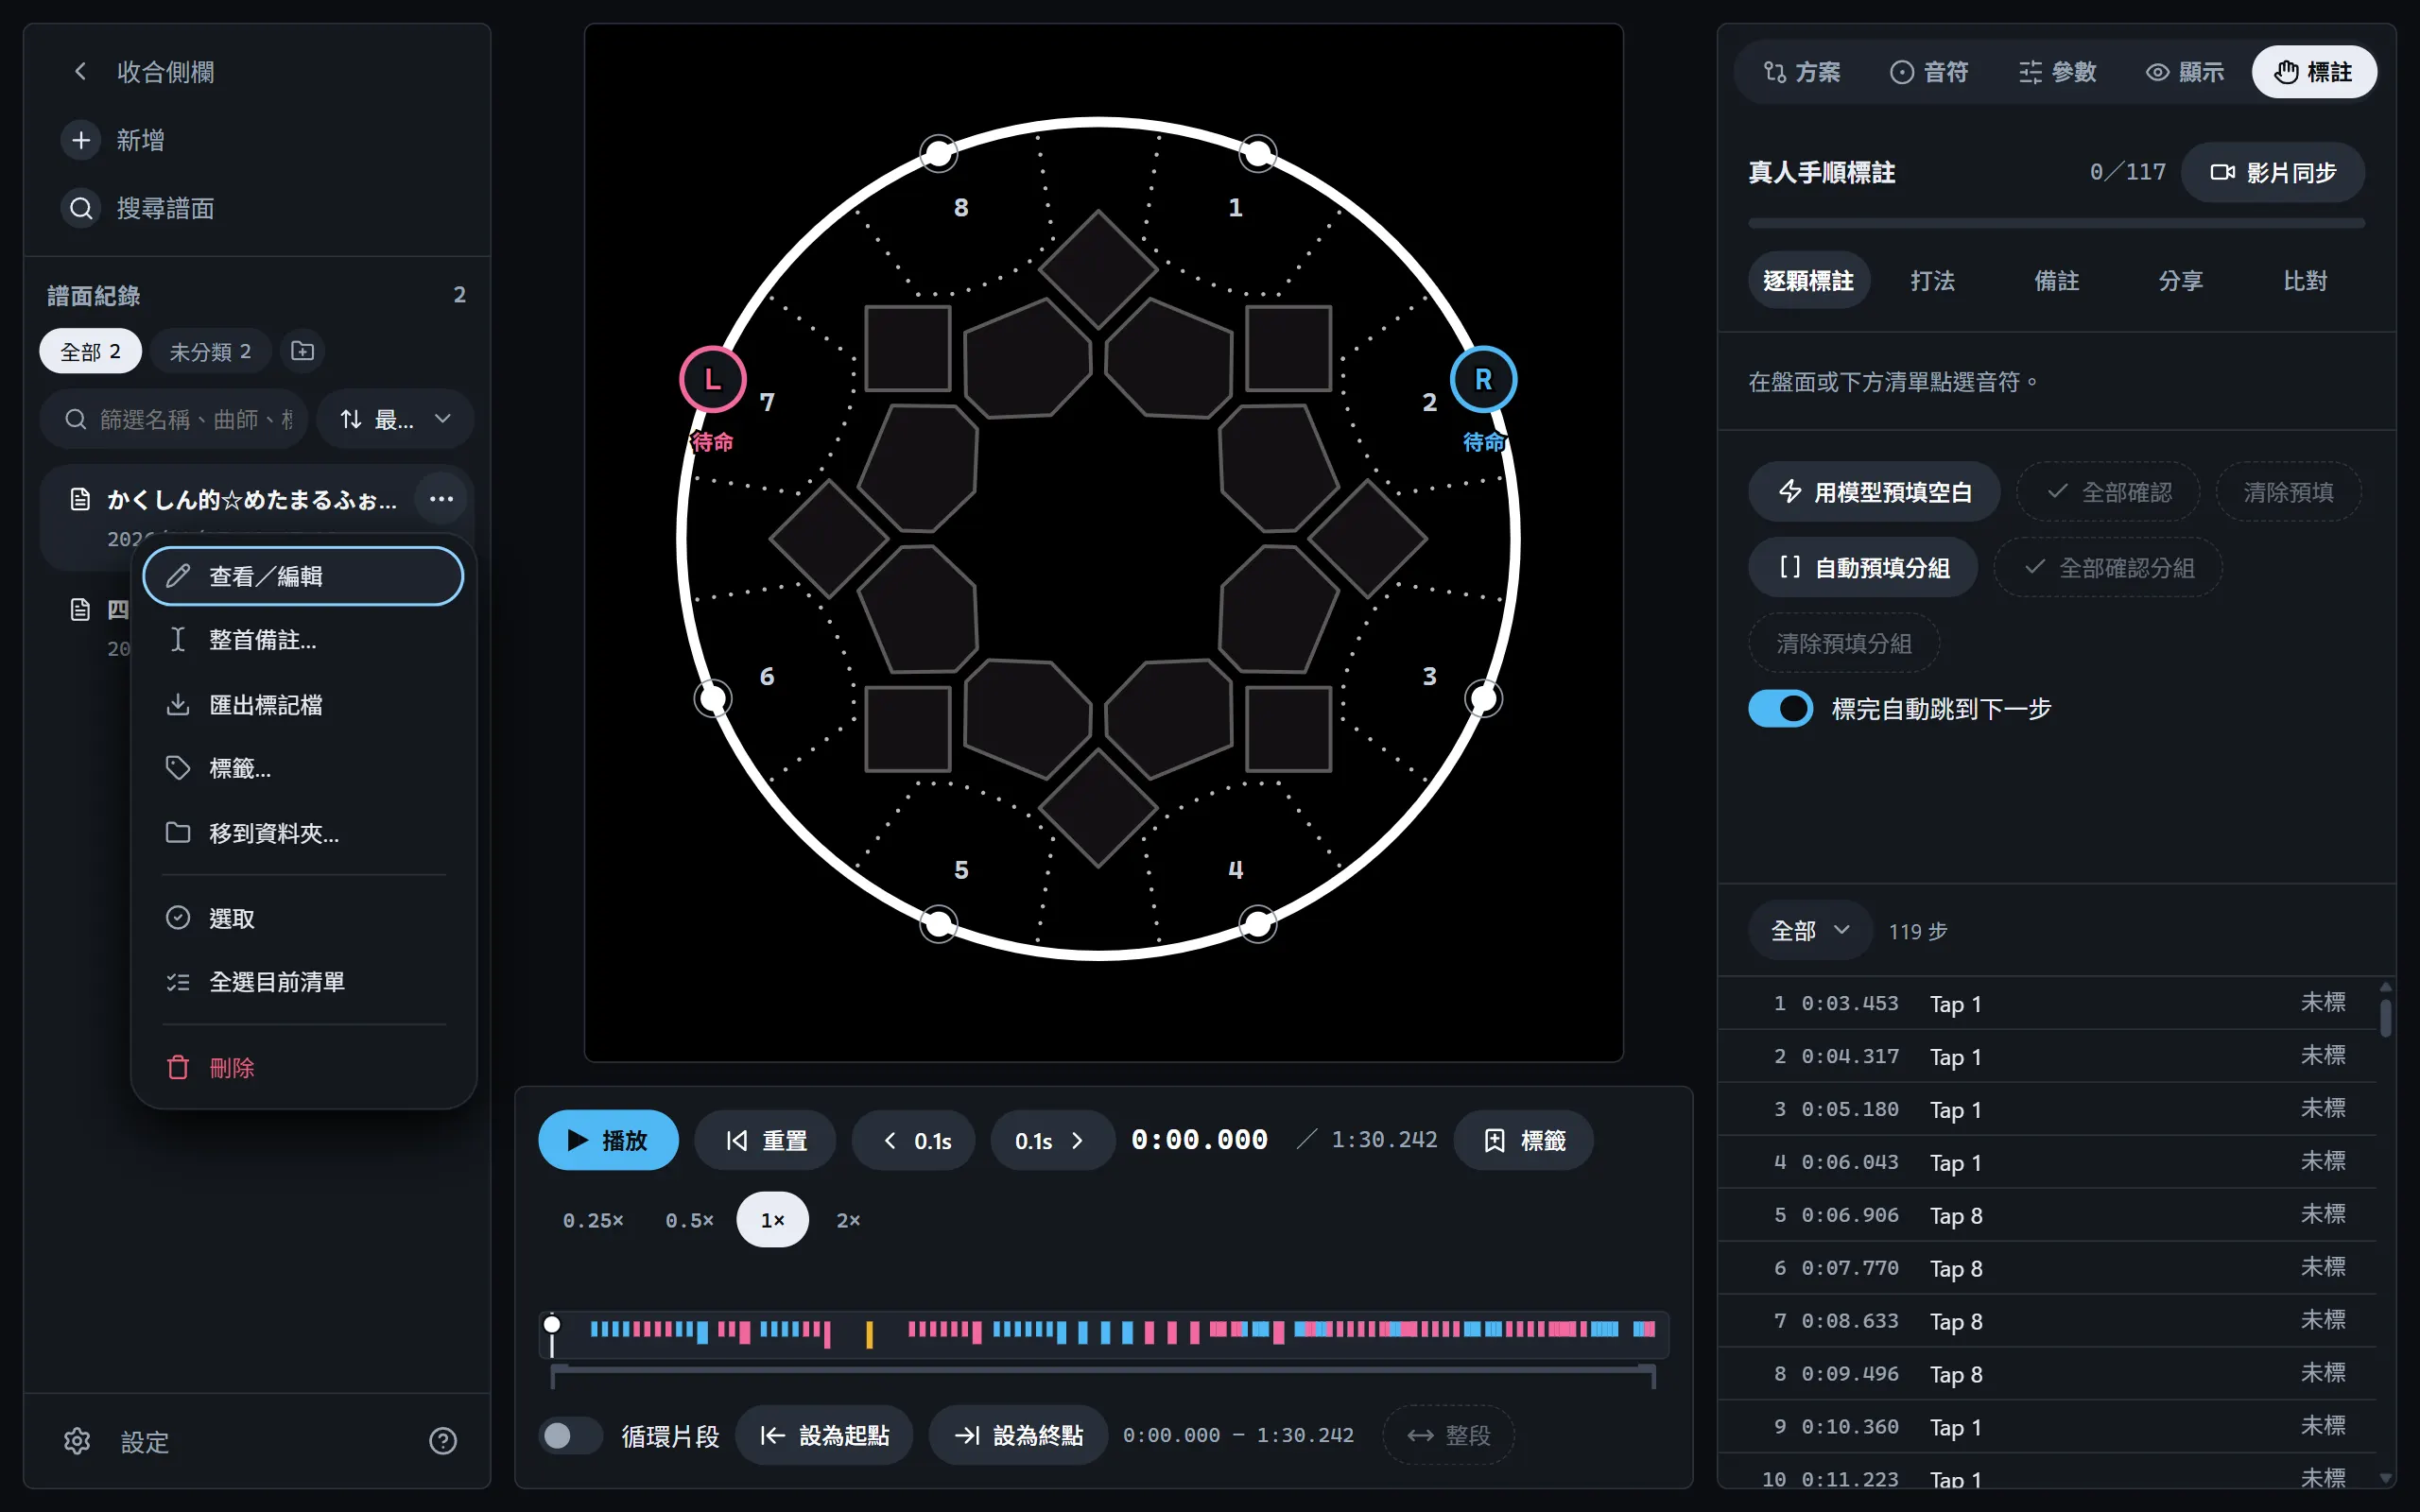 收合側欄
新增
搜尋譜面
譜面紀錄 2
全部 2 未分類 2
篩選名稱、曲師、 最...
かくしん的☆めたまるふぉ...
202
查看／編輯
四
整首備註...
20
匯出標記檔
標籤...
移到資料夾...
選取
全選目前清單
刪除
設定
8 1
L 7 2 R
待命 待命
6 3
5 4
播放 重置 0.1s 0.1s 0:00.000 ／ 1:30.242 標籤
0.25× 0.5× 1× 2×
循環片段 設為起點 設為終點 0:00.000 – 1:30.242 整段
方案 音符 參數 顯示 標註
真人手順標註 0／117 影片同步
逐顆標註 打法 備註 分享 比對
在盤面或下方清單點選音符。
用模型預填空白 全部確認 清除預填
自動預填分組 全部確認分組
清除預填分組
標完自動跳到下一步
全部 119 步
1 0:03.453 Tap 1 未標
2 0:04.317 Tap 1 未標
3 0:05.180 Tap 1 未標
4 0:06.043 Tap 1 未標
5 0:06.906 Tap 8 未標
6 0:07.770 Tap 8 未標
7 0:08.633 Tap 8 未標
8 0:09.496 Tap 8 未標
9 0:10.360 Tap 1 未標
10 0:11.223 Tap 1 未標